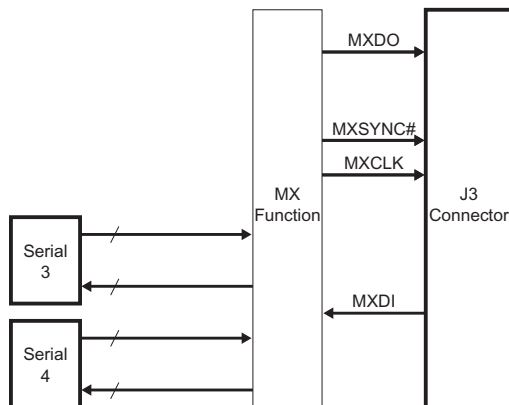 MXDO
MXSYNC#
MXCLK
MX
Function
J3
Connector
Serial
3
MXDI
Serial
4